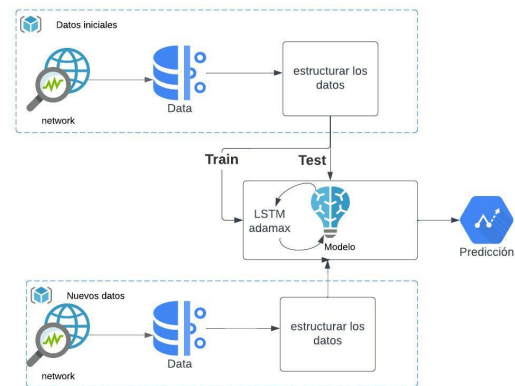 Datos iniciales
network
Data
estructurar los
datos
Train
Test
LSTM
adamax
Modelo
Predicción
Nuevos datos
network
Data
estructurar los
datos